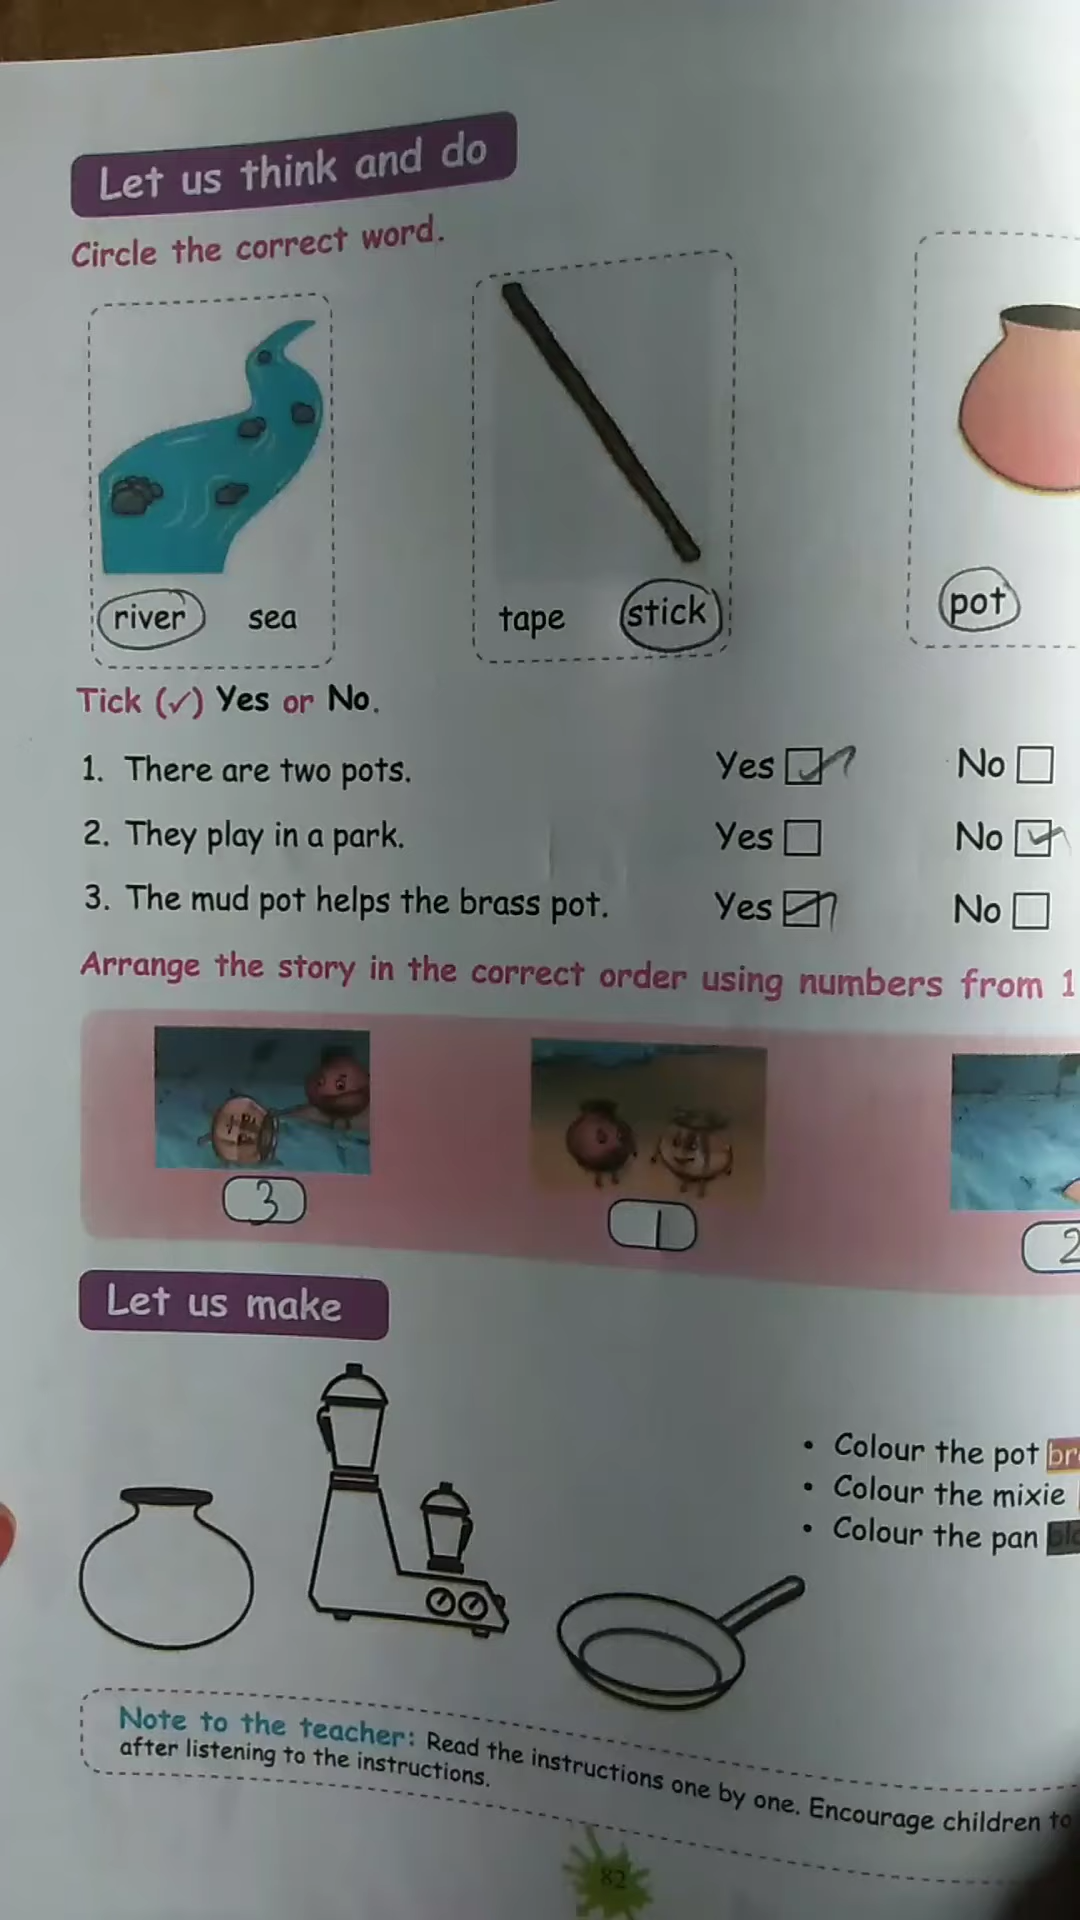 Let us think and do
Circle the correct word.
river sea tape stick pot
Tick (✓) Yes or No.
1. There are two pots. Yes No
2. They play in a park. Yes No
3. The mud pot helps the brass pot. Yes No
Arrange the story in the correct order using numbers from 1
3 1 2
Let us make
• Colour the pot
• Colour the mixie
• Colour the pan
Note to the teacher: Read the instructions one by one. Encourage children to
after listening to the instructions.
82